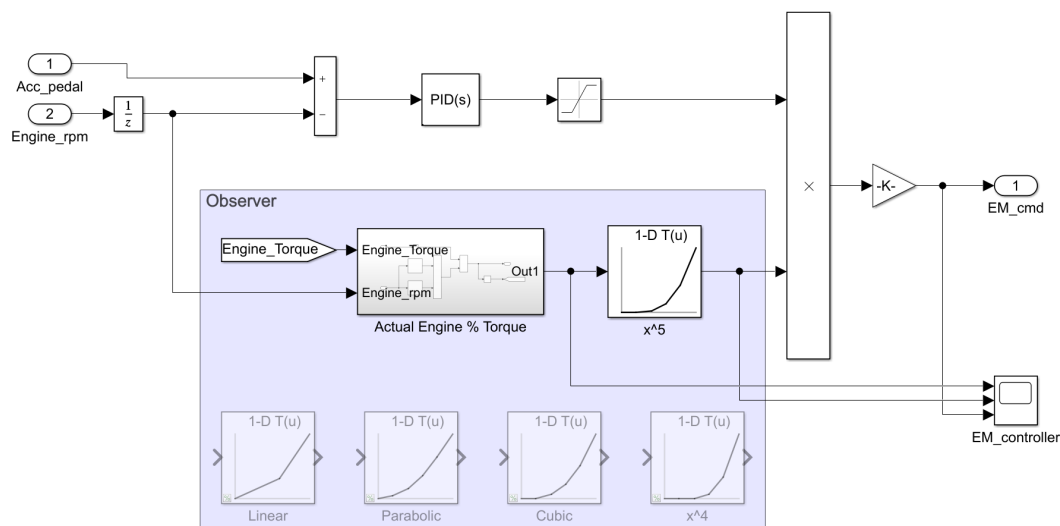 1
Acc_pedal
2
Engine_rpm
1
z
+
−
PID(s)
×
-K-
1
EM_cmd
Observer
Engine_Torque
Engine_Torque
Engine_rpm
Out1
Actual Engine % Torque
1-D T(u)
x^5
EM_controller
1-D T(u)
Linear
1-D T(u)
Parabolic
1-D T(u)
Cubic
1-D T(u)
x^4